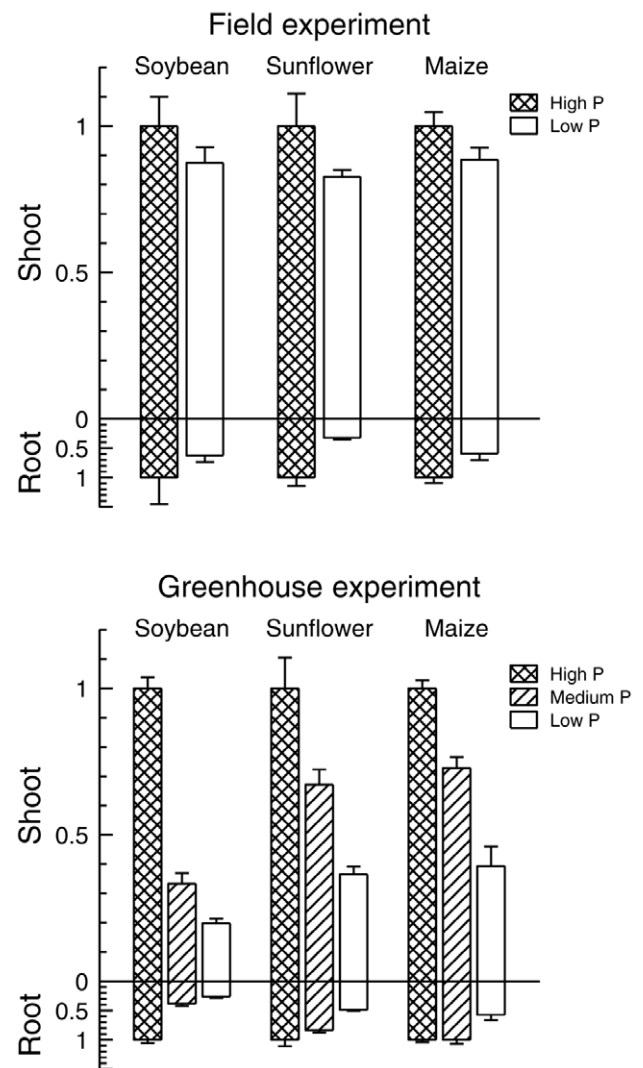 Field experiment
Soybean Sunflower Maize
High P
Low P
1
0.5
0
0.5
1
Shoot
Root
Greenhouse experiment
Soybean Sunflower Maize
High P
Medium P
Low P
1
0.5
0
0.5
1
Shoot
Root